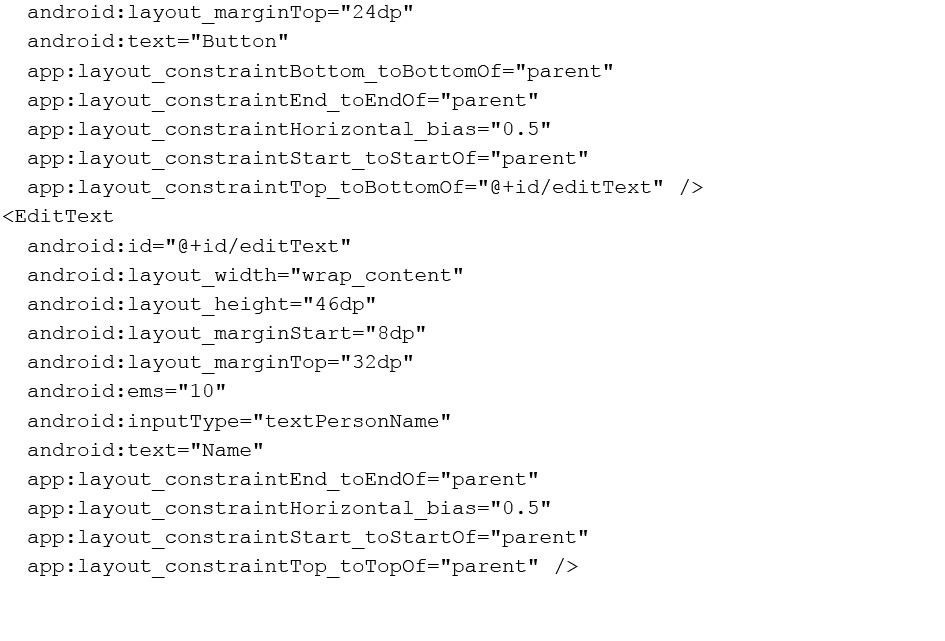 android:layout_marginTop="24dp"
android:text="Button"
app:layout_constraintBottom_toBottomOf="parent"
app:layout_constraintEnd_toEndOf="parent"
app:layout_constraintHorizontal_bias="0.5"
app:layout_constraintStart_toStartOf="parent"
app:layout_constraintTop_toBottomOf="@+id/editText" />
<EditText
android:id="@+id/editText"
android:layout_width="wrap_content"
android:layout_height="46dp"
android:layout_marginStart="8dp"
android:layout_marginTop="32dp"
android:ems="10"
android:inputType="textPersonName"
android:text="Name"
app:layout_constraintEnd_toEndOf="parent"
app:layout_constraintHorizontal_bias="0.5"
app:layout_constraintStart_toStartOf="parent"
app:layout_constraintTop_toTopOf="parent" />